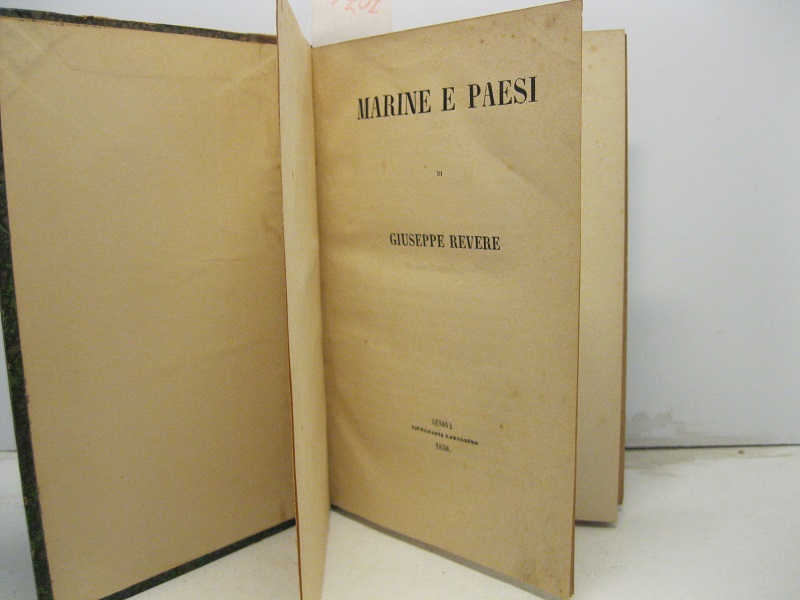 MARINE E PAESI
DI
GIUSEPPE REVERE
GENOVA
TIPOGRAFIA LAVAGNINO
1858.